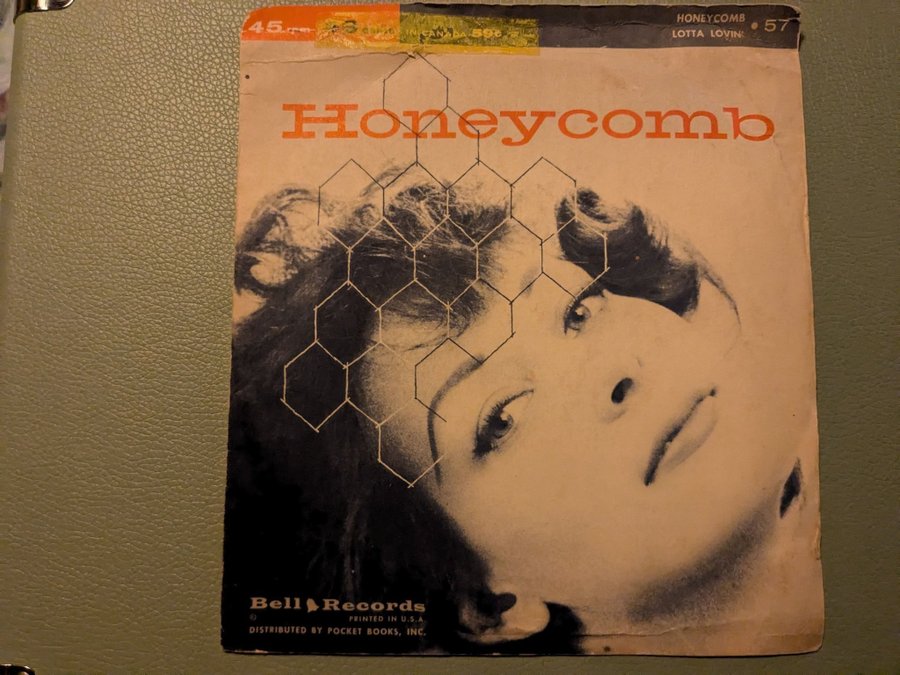 45 rpm
IN CANADA 59¢
HONEYCOMB
LOTTA LOVIN'
• 57
Honeycomb
Bell Records
©
PRINTED IN U.S.A.
DISTRIBUTED BY POCKET BOOKS, INC.